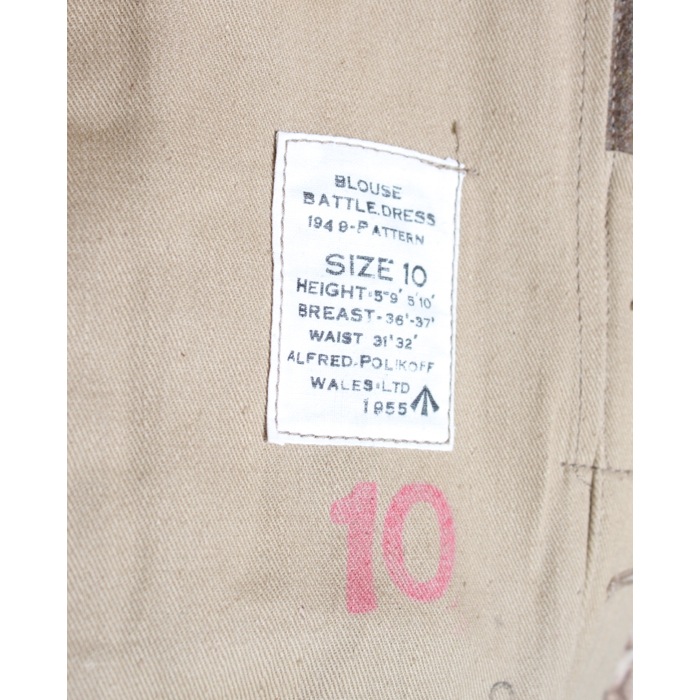 BLOUSE
BATTLE.DRESS
1949-PATTERN
SIZE 10
HEIGHT=5-9' 5'10'
BREAST-36'-37'
WAIST 31'32'
ALFRED-POLIKOFF
WALES=LTD
1955
10